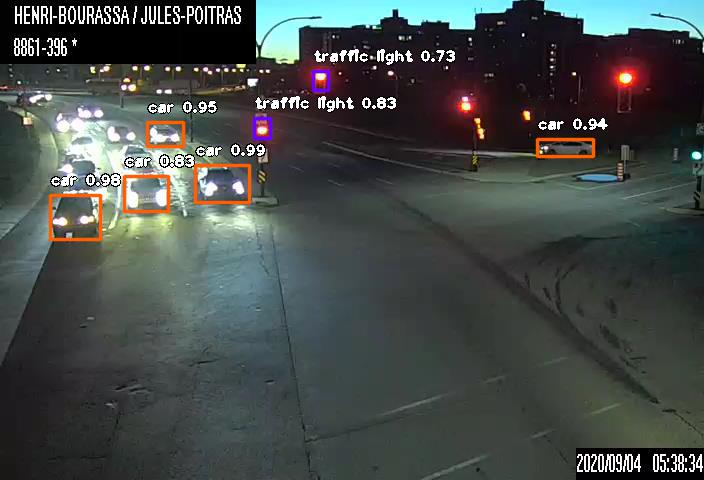 HENRI-BOURASSA / JULES-POITRAS
8861-396 *
traffic light 0.73
traffic light 0.83
car 0.95
car 0.94
car 0.99
car 0.83
car 0.98
2020/09/04 05:38:34